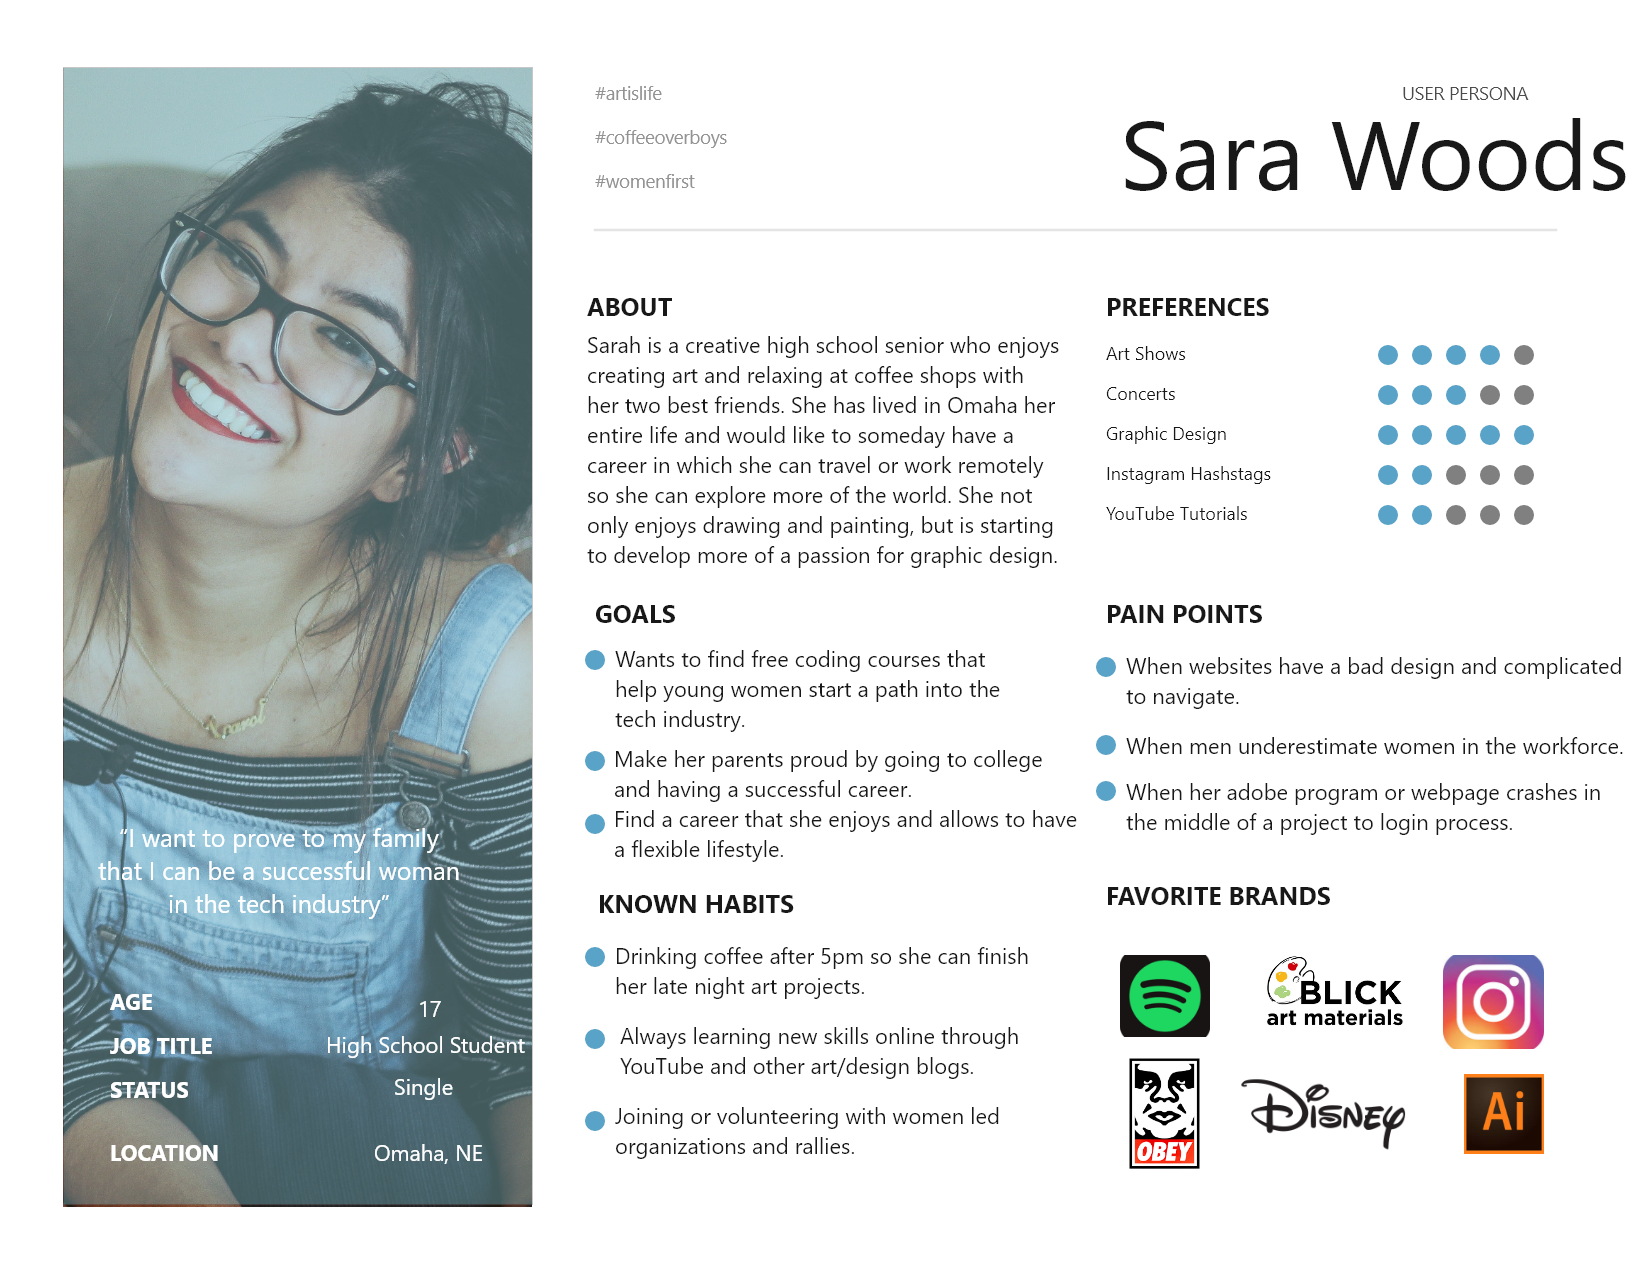 #artislife
#coffeeoverboys
#womenfirst
USER PERSONA
Sara Woods
“I want to prove to my family
that I can be a successful woman
in the tech industry”
AGE 17
JOB TITLE High School Student
STATUS Single
LOCATION Omaha, NE
ABOUT
Sarah is a creative high school senior who enjoys
creating art and relaxing at coffee shops with
her two best friends. She has lived in Omaha her
entire life and would like to someday have a
career in which she can travel or work remotely
so she can explore more of the world. She not
only enjoys drawing and painting, but is starting
to develop more of a passion for graphic design.
GOALS
Wants to find free coding courses that
help young women start a path into the
tech industry.
Make her parents proud by going to college
and having a successful career.
Find a career that she enjoys and allows to have
a flexible lifestyle.
KNOWN HABITS
Drinking coffee after 5pm so she can finish
her late night art projects.
Always learning new skills online through
YouTube and other art/design blogs.
Joining or volunteering with women led
organizations and rallies.
PREFERENCES
Art Shows
Concerts
Graphic Design
Instagram Hashstags
YouTube Tutorials
PAIN POINTS
When websites have a bad design and complicated
to navigate.
When men underestimate women in the workforce.
When her adobe program or webpage crashes in
the middle of a project to login process.
FAVORITE BRANDS
BLICK
art materials
OBEY
Disney
Ai